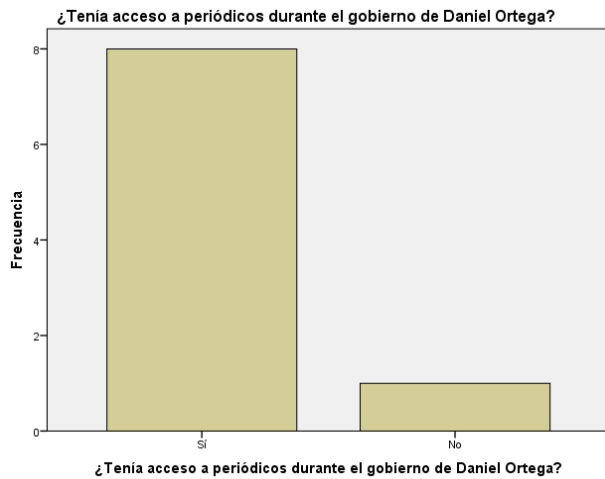 ¿Tenía acceso a periódicos durante el gobierno de Daniel Ortega?
Frecuencia
8
6
4
2
0
Sí
No
¿Tenía acceso a periódicos durante el gobierno de Daniel Ortega?